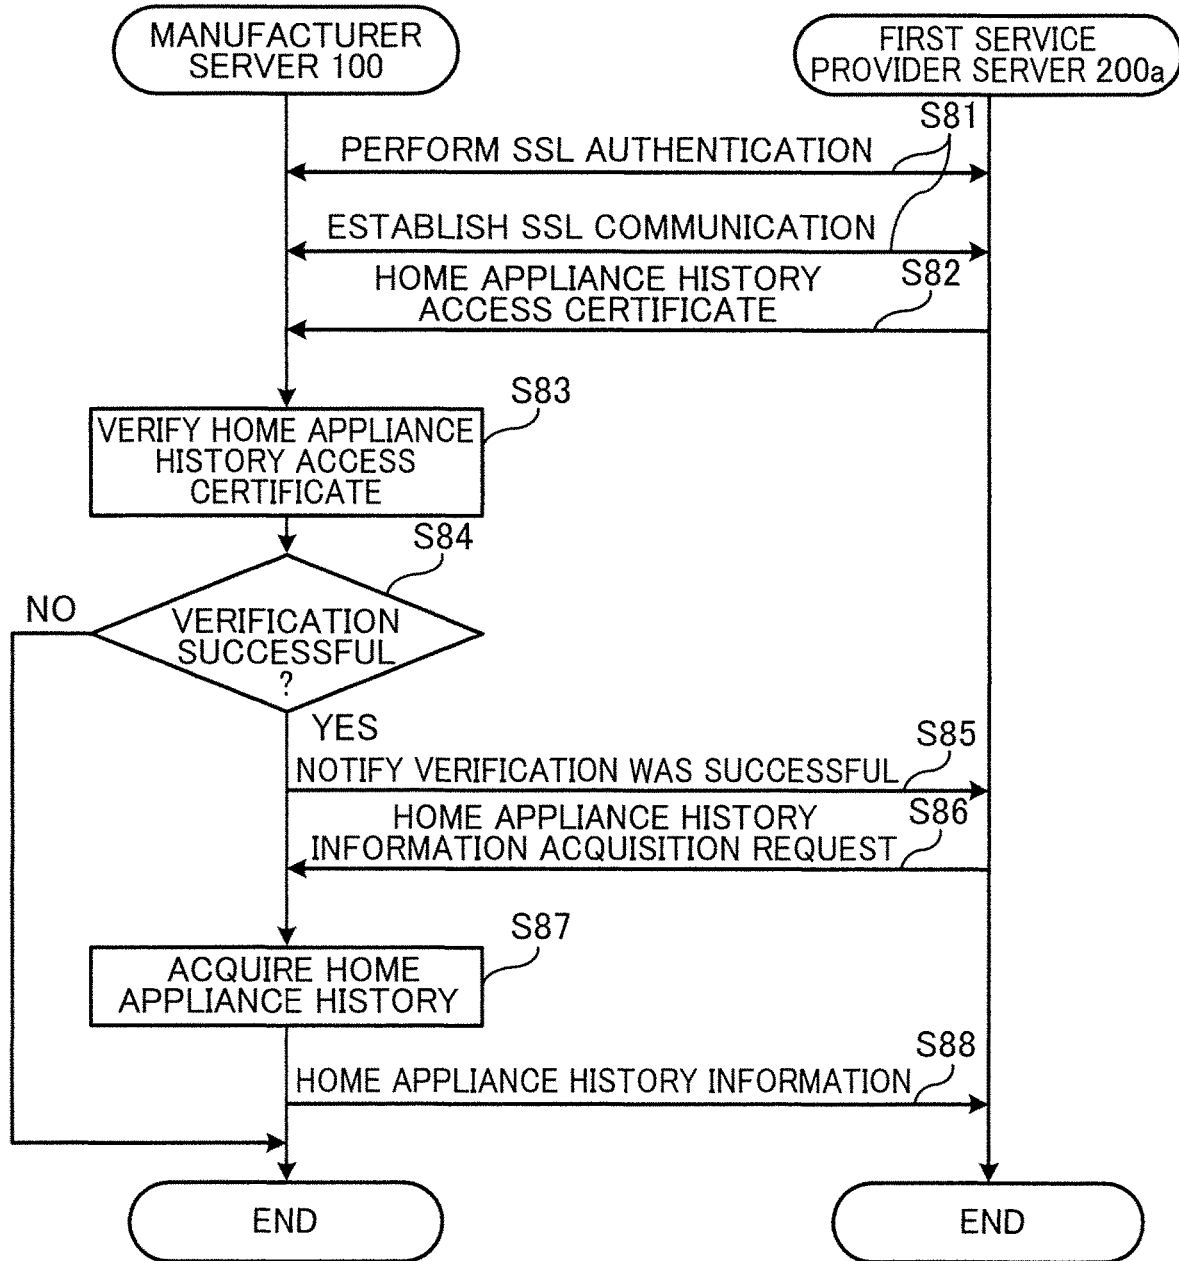 MANUFACTURER
SERVER 100
FIRST SERVICE
PROVIDER SERVER 200a
S81
PERFORM SSL AUTHENTICATION
ESTABLISH SSL COMMUNICATION
HOME APPLIANCE HISTORY
ACCESS CERTIFICATE
S82
S83
VERIFY HOME APPLIANCE
HISTORY ACCESS
CERTIFICATE
S84
NO
VERIFICATION
SUCCESSFUL
?
YES
S85
NOTIFY VERIFICATION WAS SUCCESSFUL
HOME APPLIANCE HISTORY
INFORMATION ACQUISITION REQUEST
S86
S87
ACQUIRE HOME
APPLIANCE HISTORY
S88
HOME APPLIANCE HISTORY INFORMATION
END
END